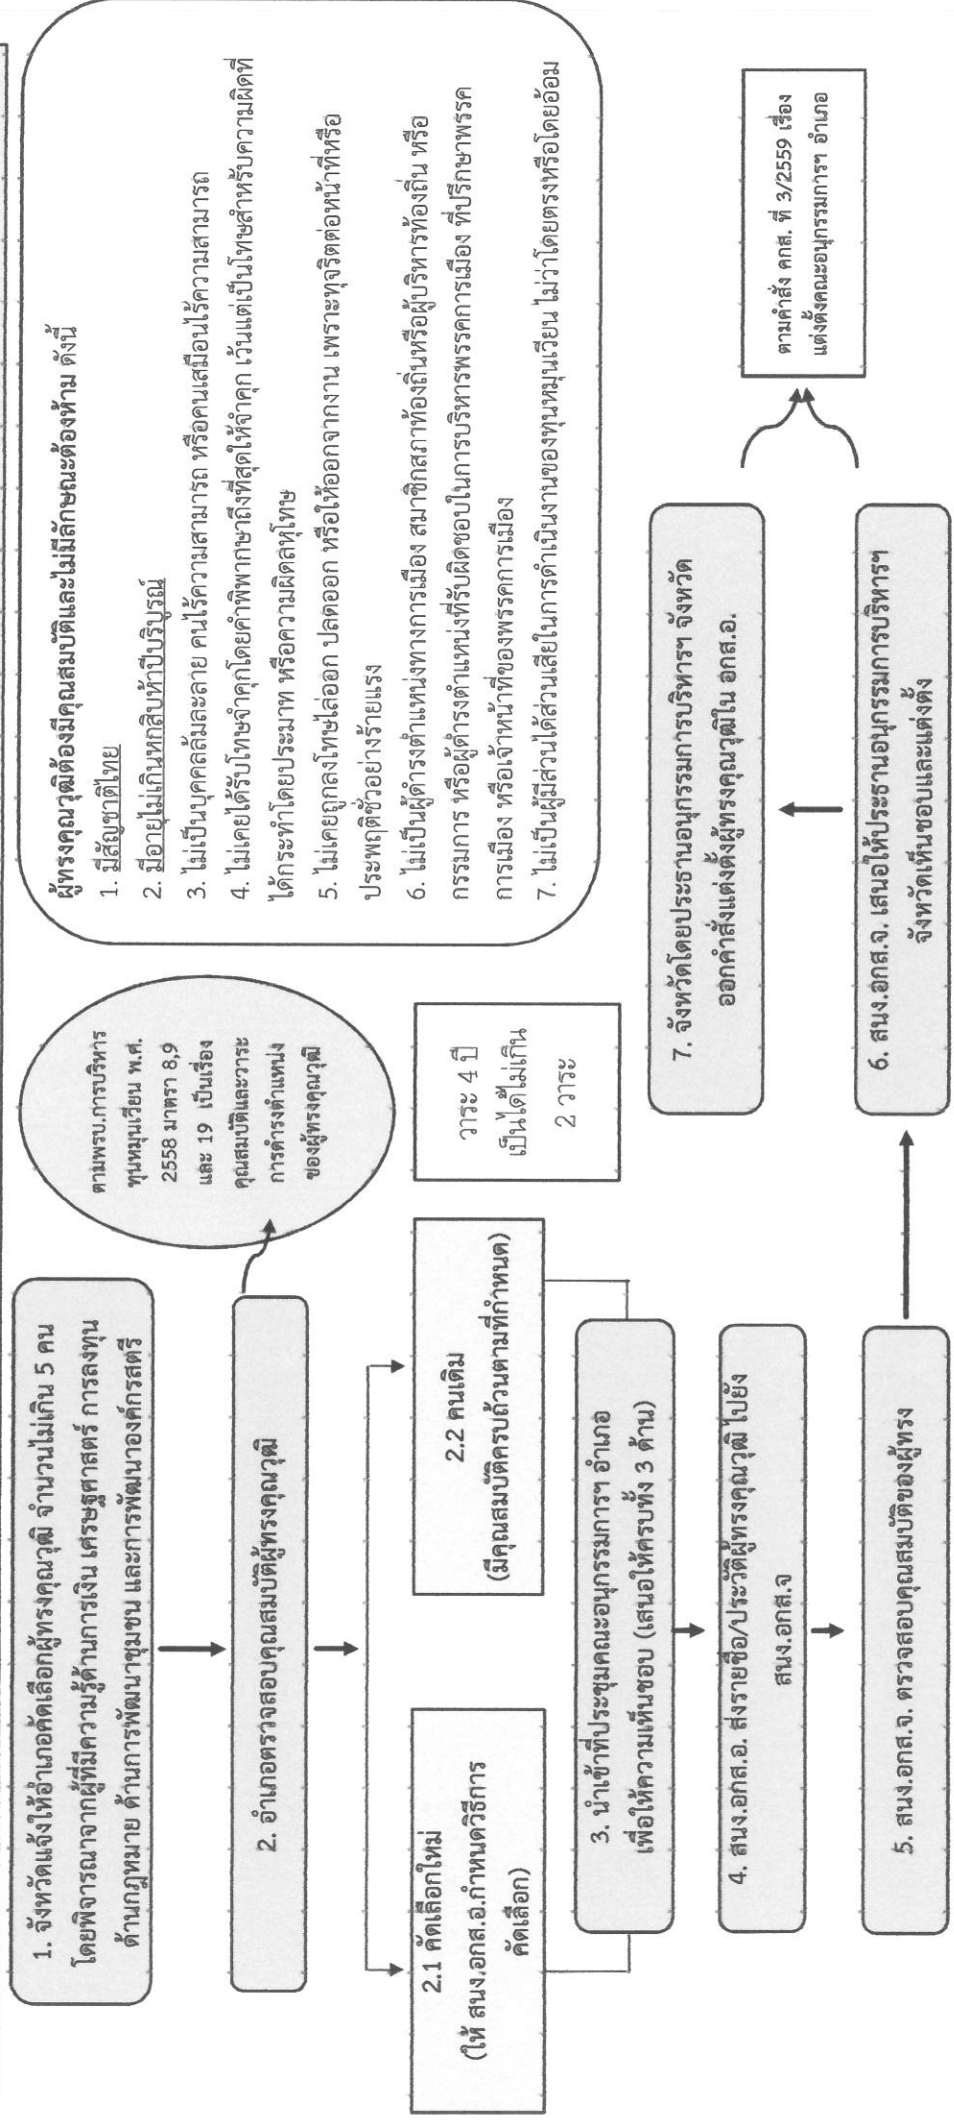 1. จังหวัดแจ้งให้อำเภอคัดเลือกผู้ทรงคุณวุฒิ จำนวนไม่เกิน 5 คน
โดยพิจารณาจากผู้ที่มีความรู้ด้านการเงิน เศรษฐศาสตร์ การลงทุน
ด้านกฎหมาย ด้านการพัฒนาชุมชน และการพัฒนาองค์กรสตรี
2. อำเภอตรวจสอบคุณสมบัติผู้ทรงคุณวุฒิ
ตามพรบ.การบริหาร
ทุนหมุนเวียน พ.ศ.
2558 มาตรา 8,9
และ 19 เป็นเรื่อง
คุณสมบัติและวาระ
การดำรงตำแหน่ง
ของผู้ทรงคุณวุฒิ
ผู้ทรงคุณวุฒิต้องมีคุณสมบัติและไม่มีลักษณะต้องห้าม ดังนี้
1. มีสัญชาติไทย
2. มีอายุไม่เกินหกสิบห้าปีบริบูรณ์
3. ไม่เป็นบุคคลล้มละลาย คนไร้ความสามารถ หรือคนเสมือนไร้ความสามารถ
4. ไม่เคยได้รับโทษจำคุกโดยคำพิพากษาถึงที่สุดให้จำคุก เว้นแต่เป็นโทษสำหรับความผิดที่
ได้กระทำโดยประมาท หรือความผิดลหุโทษ
5. ไม่เคยถูกลงโทษไล่ออก ปลดออก หรือให้ออกจากงาน เพราะทุจริตต่อหน้าที่หรือ
ประพฤติชั่วอย่างร้ายแรง
6. ไม่เป็นผู้ดำรงตำแหน่งทางการเมือง สมาชิกสภาท้องถิ่นหรือผู้บริหารท้องถิ่น หรือ
กรรมการ หรือผู้ดำรงตำแหน่งที่รับผิดชอบในการบริหารพรรคการเมือง ที่ปรึกษาพรรค
การเมือง หรือเจ้าหน้าที่ของพรรคการเมือง
7. ไม่เป็นผู้มีส่วนได้ส่วนเสียในการดำเนินงานของทุนหมุนเวียน ไม่ว่าโดยตรงหรือโดยอ้อม
2.1 คัดเลือกใหม่
(ให้ สนง.อกส.อ.กำหนดวิธีการ
คัดเลือก)
2.2 คนเดิม
(มีคุณสมบัติครบถ้วนตามที่กำหนด)
วาระ 4 ปี
เป็นได้ไม่เกิน
2 วาระ
3. นำเข้าที่ประชุมคณะอนุกรรมการฯ อำเภอ
เพื่อให้ความเห็นชอบ (เสนอให้ครบทั้ง 3 ด้าน)
4. สนง.อกส.อ. ส่งรายชื่อ/ประวัติผู้ทรงคุณวุฒิ ไปยัง
สนง.อกส.จ
5. สนง.อกส.จ. ตรวจสอบคุณสมบัติของผู้ทรง
6. สนง.อกส.จ. เสนอให้ประธานอนุกรรมการบริหารฯ
จังหวัดเห็นชอบและแต่งตั้ง
7. จังหวัดโดยประธานอนุกรรมการบริหารฯ จังหวัด
ออกคำสั่งแต่งตั้งผู้ทรงคุณวุฒิใน อกส.อ.
ตามคำสั่ง คกส. ที่ 3/2559 เรื่อง
แต่งตั้งคณะอนุกรรมการฯ อำเภอ